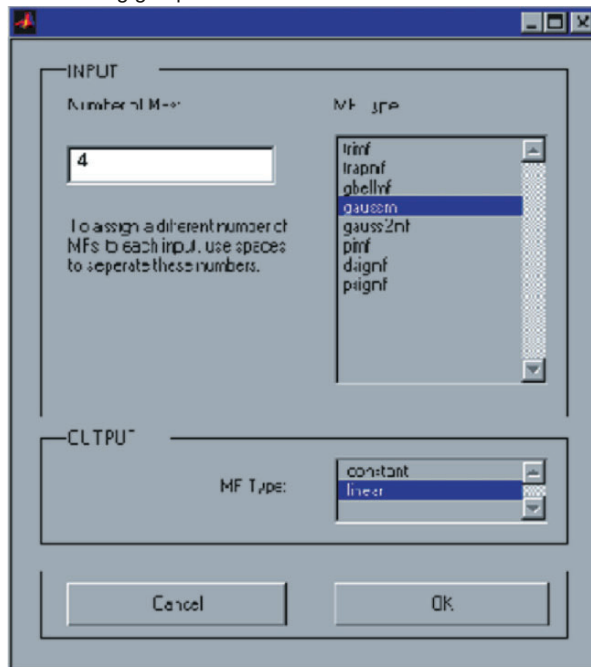 INPUT
Number of MFs:
MF Type:
4
trimf
trapmf
gbellmf
gaussmf
gauss2mf
pimf
dsigmf
psigmf
To assign a different number of
MFs to each input, use spaces
to seperate these numbers.
OUTPUT
MF Type:
constant
linear
Cancel
OK